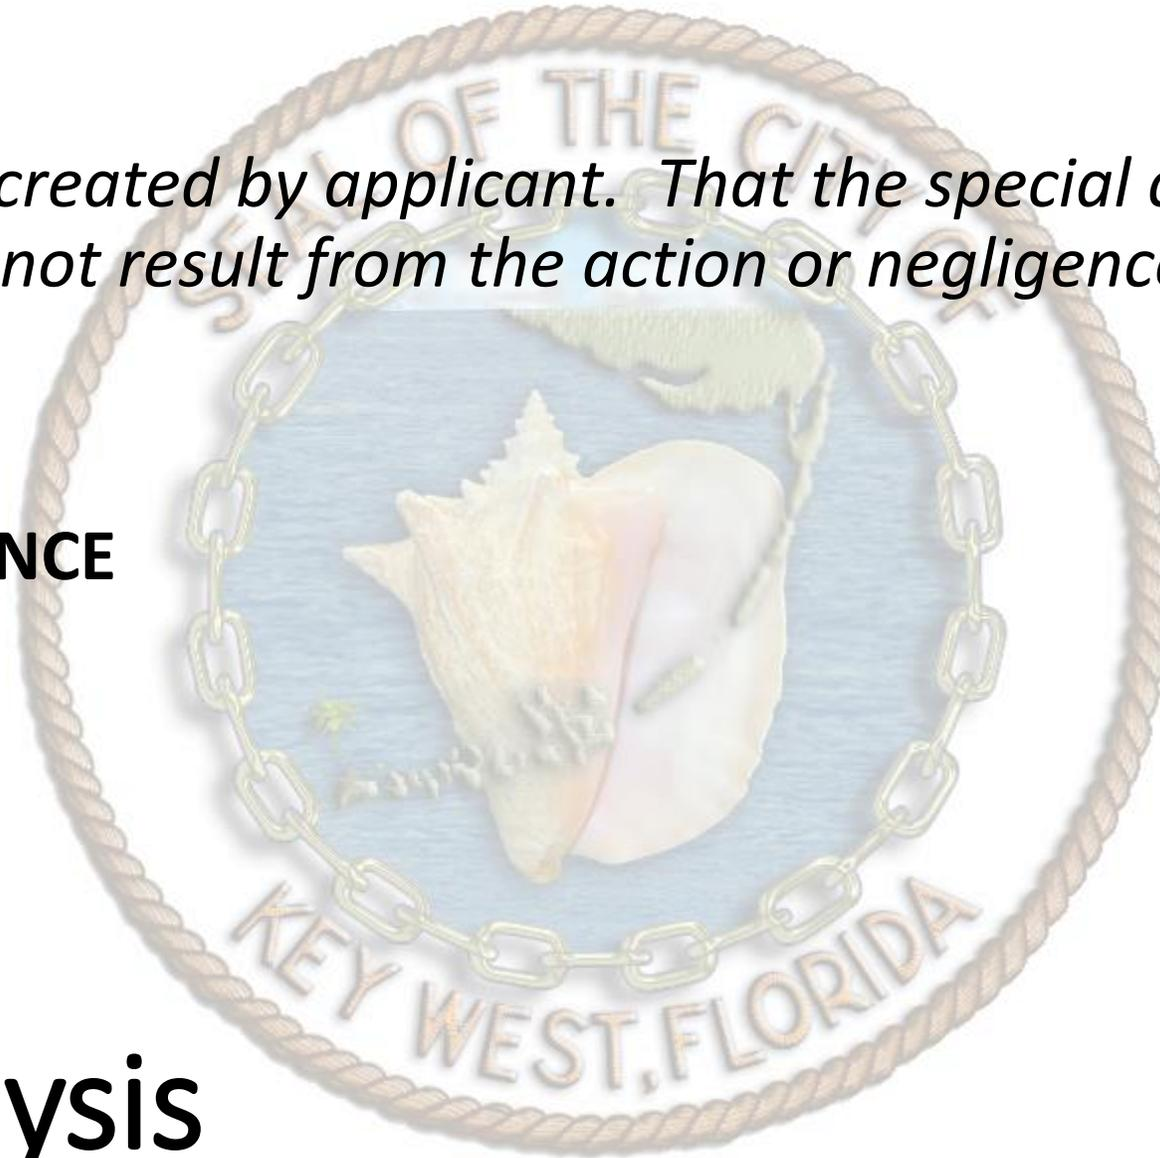 SEAL OF THE CITY OF
created by applicant. That the special
not result from the action or negligence
NCE
KEY WEST, FLORIDA
ysis